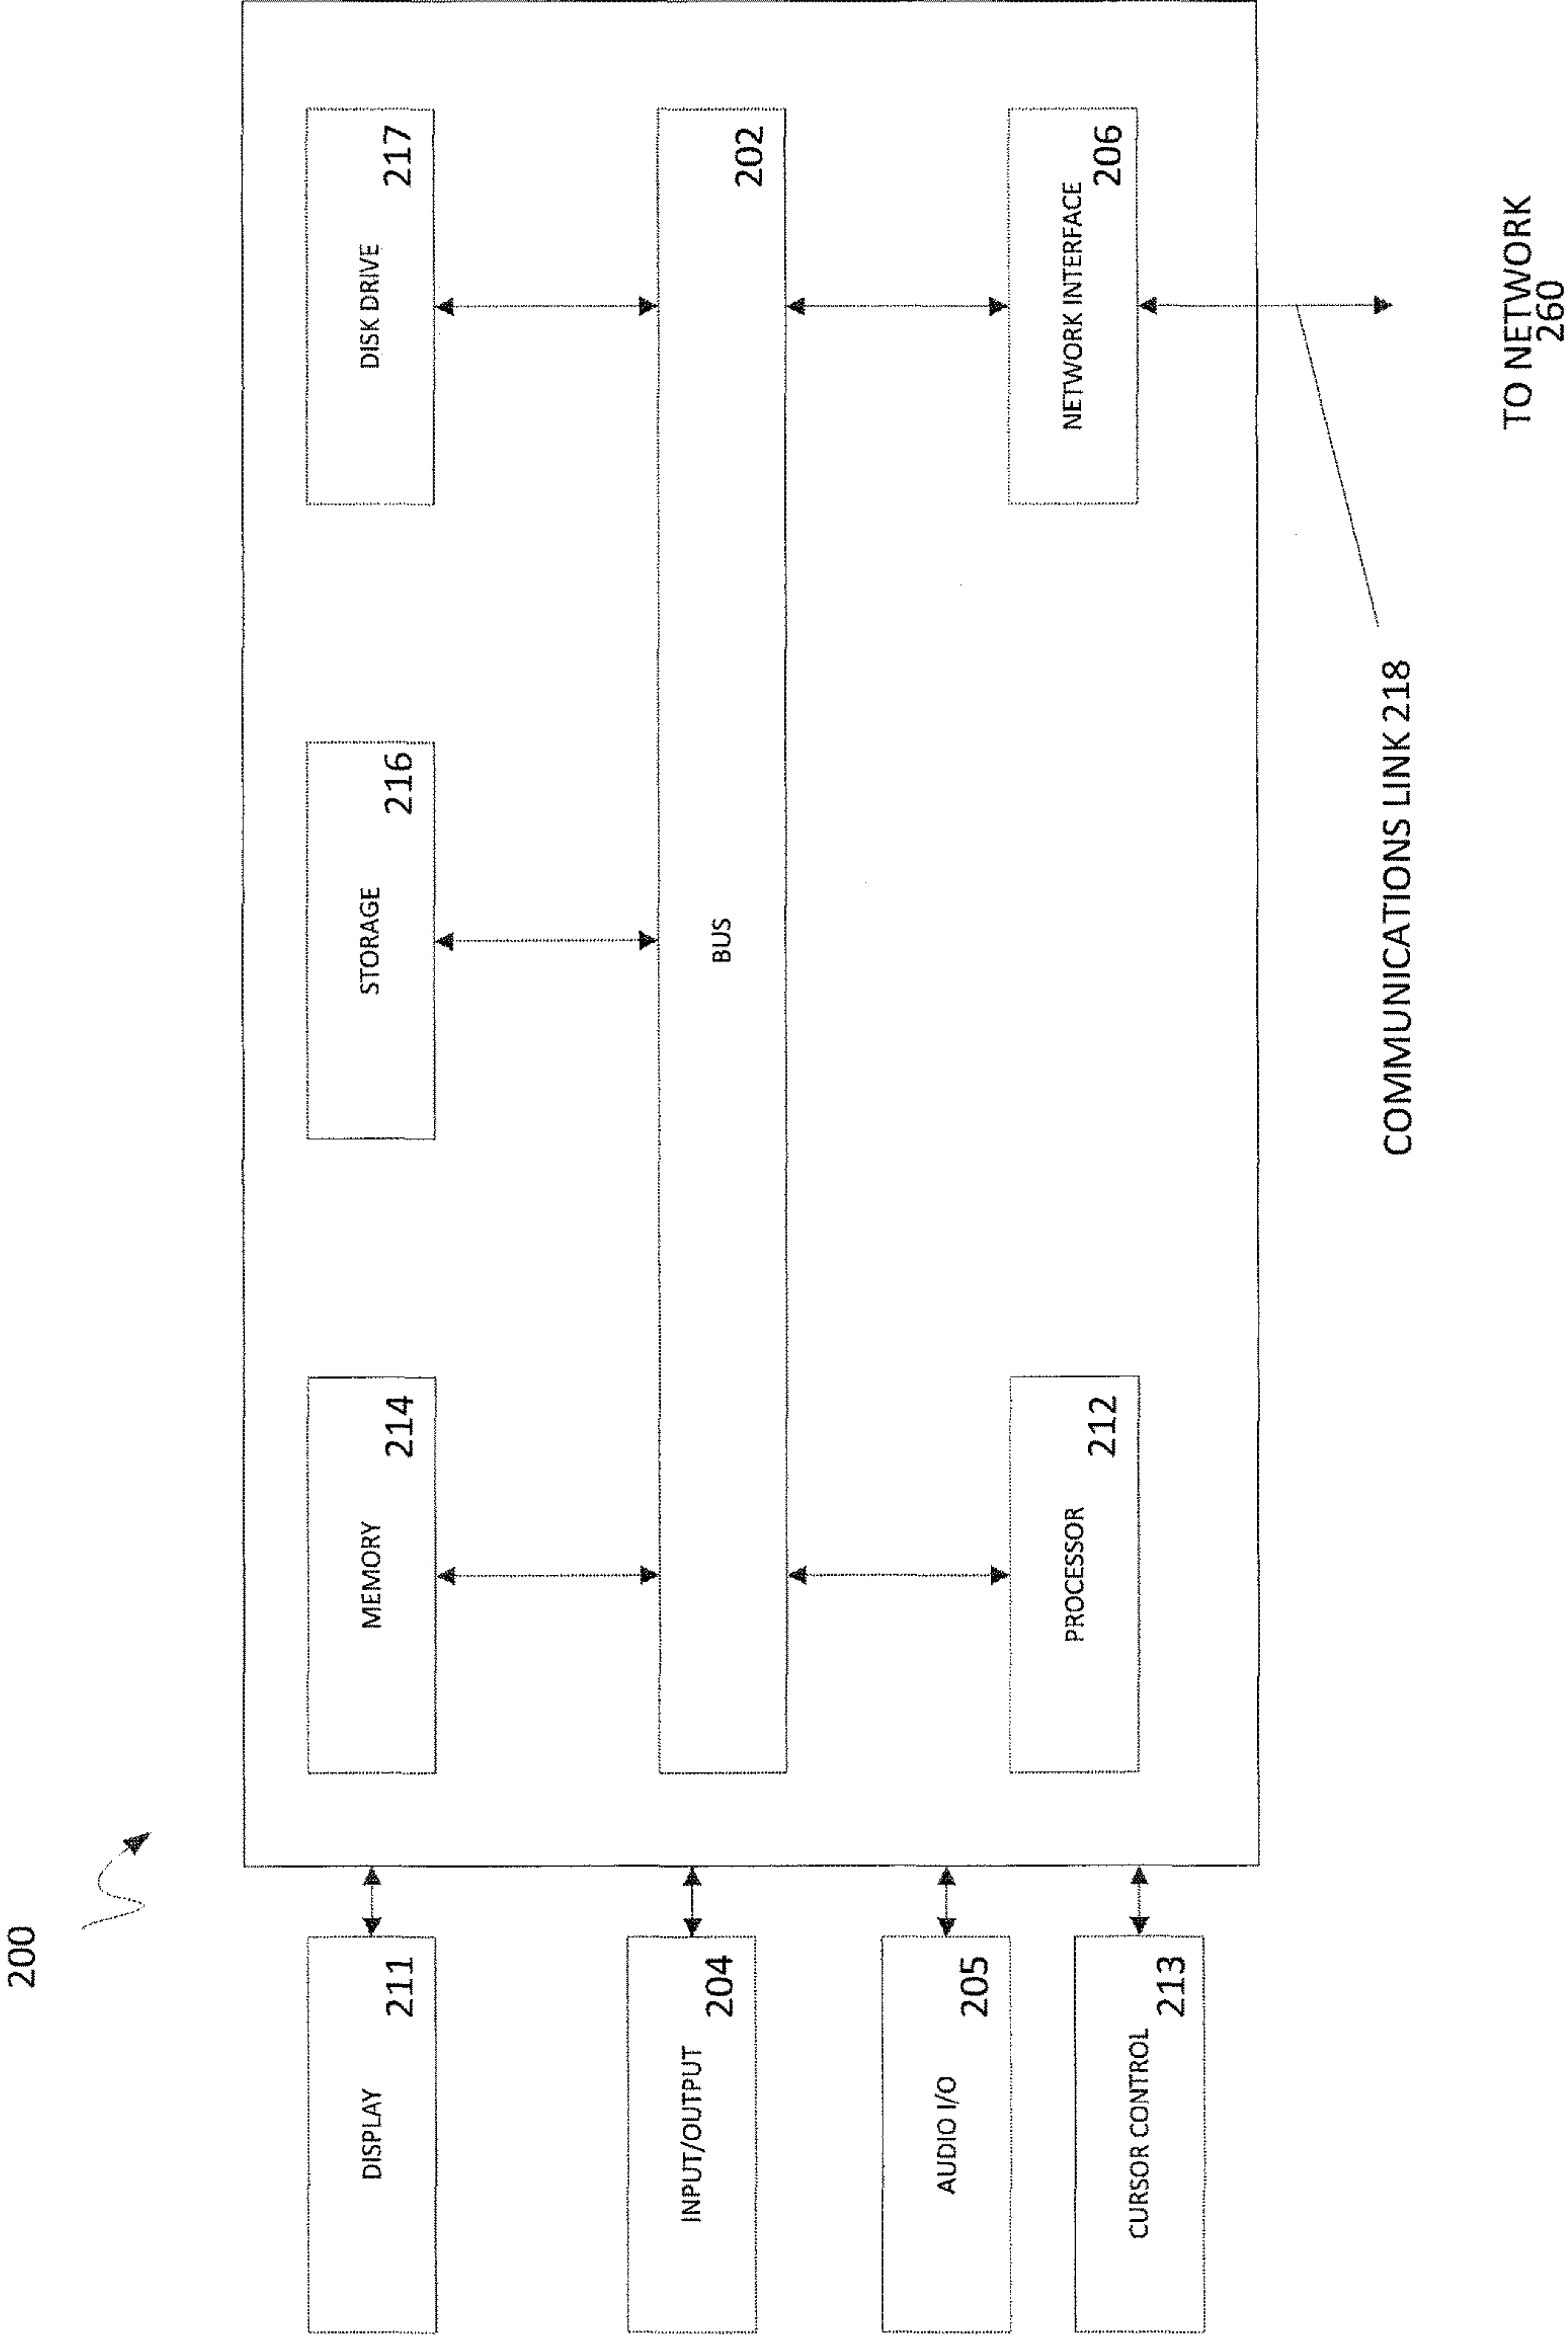 200
DISPLAY
211
INPUT/OUTPUT
204
AUDIO I/O
205
CURSOR CONTROL
213
MEMORY
214
STORAGE
216
DISK DRIVE
217
BUS
202
PROCESSOR
212
NETWORK INTERFACE
206
COMMUNICATIONS LINK 218
TO NETWORK
260